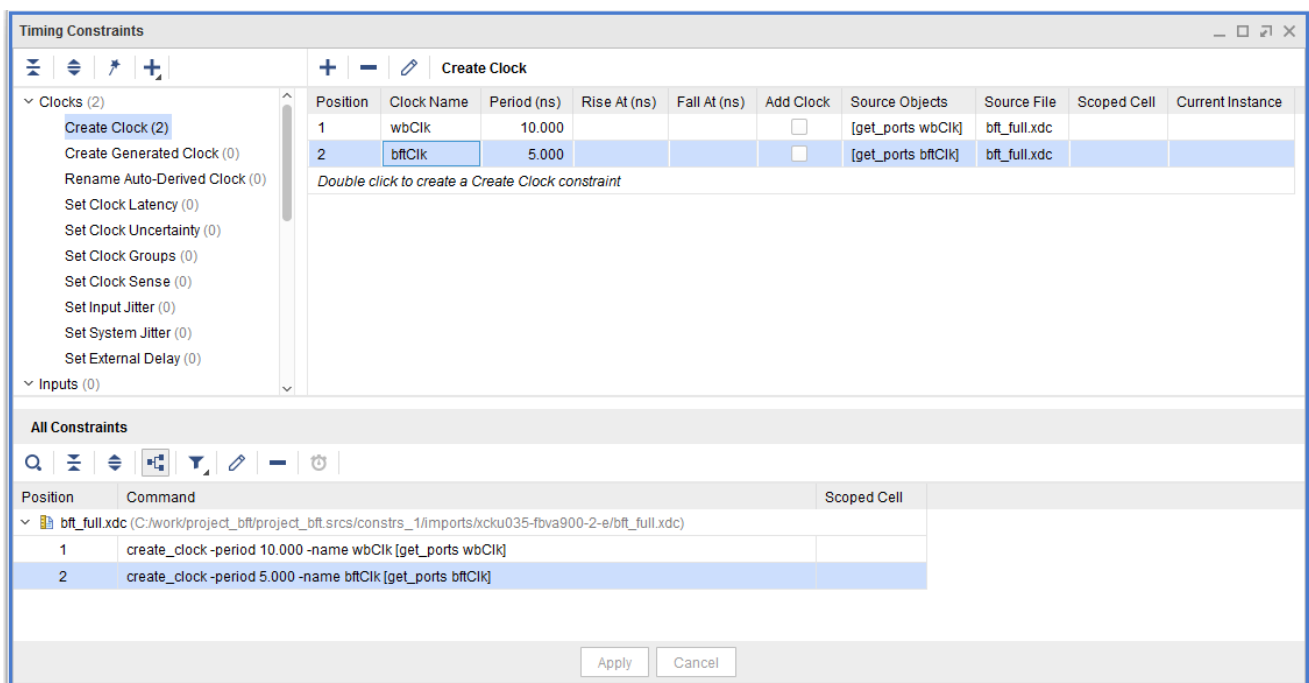 Timing Constraints
Create Clock
Clocks (2)
Create Clock (2)
Create Generated Clock (0)
Rename Auto-Derived Clock (0)
Set Clock Latency (0)
Set Clock Uncertainty (0)
Set Clock Groups (0)
Set Clock Sense (0)
Set Input Jitter (0)
Set System Jitter (0)
Set External Delay (0)
Inputs (0)
Position Clock Name Period (ns) Rise At (ns) Fall At (ns) Add Clock Source Objects Source File Scoped Cell Current Instance
1 wbClk 10.000 [get_ports wbClk] bft_full.xdc
2 bftClk 5.000 [get_ports bftClk] bft_full.xdc
Double click to create a Create Clock constraint
All Constraints
Position Command Scoped Cell
bft_full.xdc (C:/work/project_bft/project_bft.srcs/constrs_1/imports/xcku035-fbva900-2-e/bft_full.xdc)
1 create_clock -period 10.000 -name wbClk [get_ports wbClk]
2 create_clock -period 5.000 -name bftClk [get_ports bftClk]
Apply Cancel